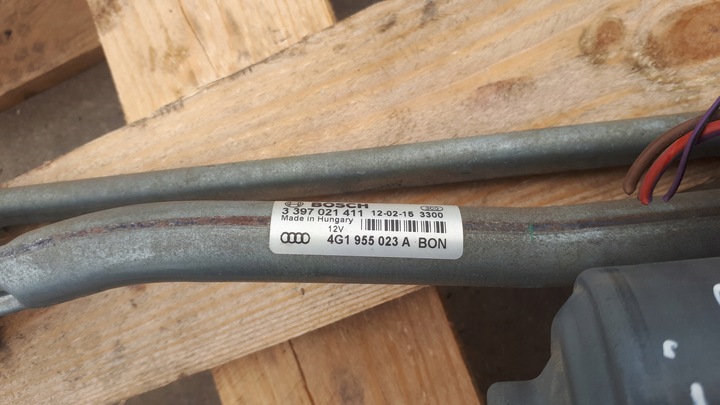 BOSCH
3 397 021 411 12-02-15 3300
Made in Hungary
12V
4G1 955 023 A BON